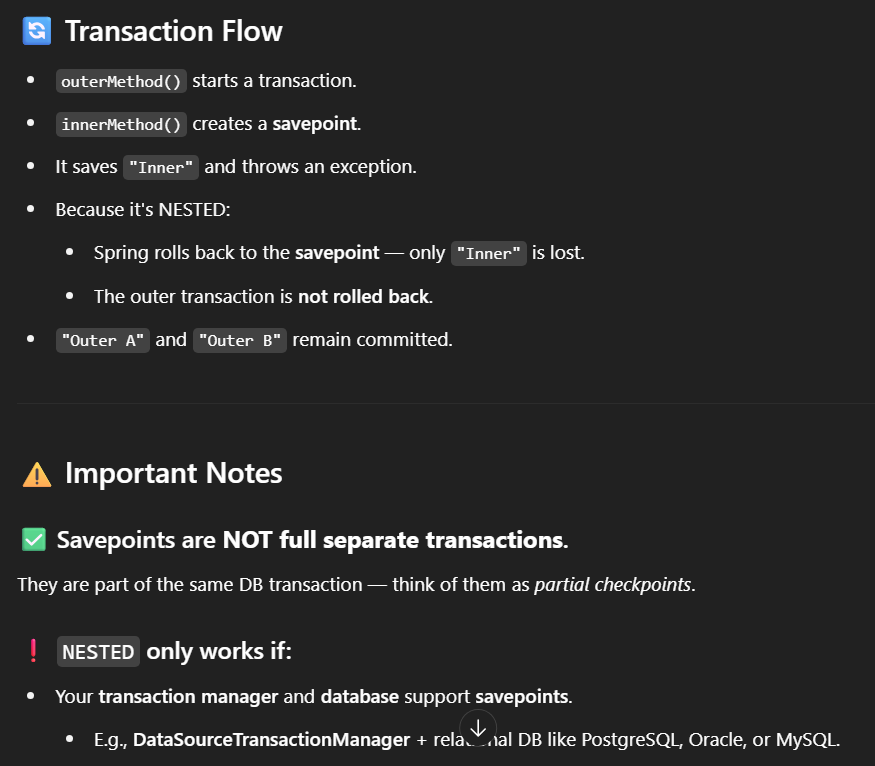 Transaction Flow
outerMethod() starts a transaction.
innerMethod() creates a savepoint.
It saves "Inner" and throws an exception.
Because it's NESTED:
Spring rolls back to the savepoint — only "Inner" is lost.
The outer transaction is not rolled back.
"Outer A" and "Outer B" remain committed.
Important Notes
Savepoints are NOT full separate transactions.
They are part of the same DB transaction — think of them as partial checkpoints.
NESTED only works if:
Your transaction manager and database support savepoints.
E.g., DataSourceTransactionManager + relational DB like PostgreSQL, Oracle, or MySQL.